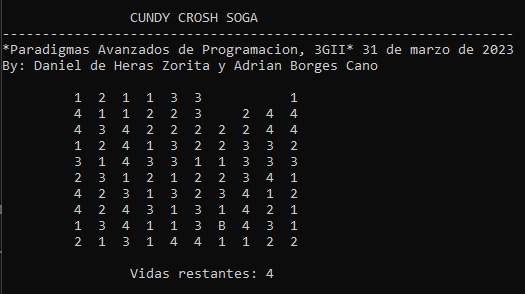 CUNDY CROSH SOGA
----------------------------------------------------------------
*Paradigmas Avanzados de Programacion, 3GII* 31 de marzo de 2023
By: Daniel de Heras Zorita y Adrian Borges Cano
1 2 1 1 3 3       1
4 1 1 2 2 3   2 4 4
4 3 4 2 2 2 2 2 4 4
1 2 4 1 3 2 2 3 3 2
3 1 4 3 3 1 1 3 3 3
2 3 1 2 1 2 2 3 4 1
4 2 3 1 3 2 3 4 1 2
4 2 4 3 1 3 1 4 2 1
1 3 4 1 1 3 B 4 3 1
2 1 3 1 4 4 1 1 2 2
Vidas restantes: 4